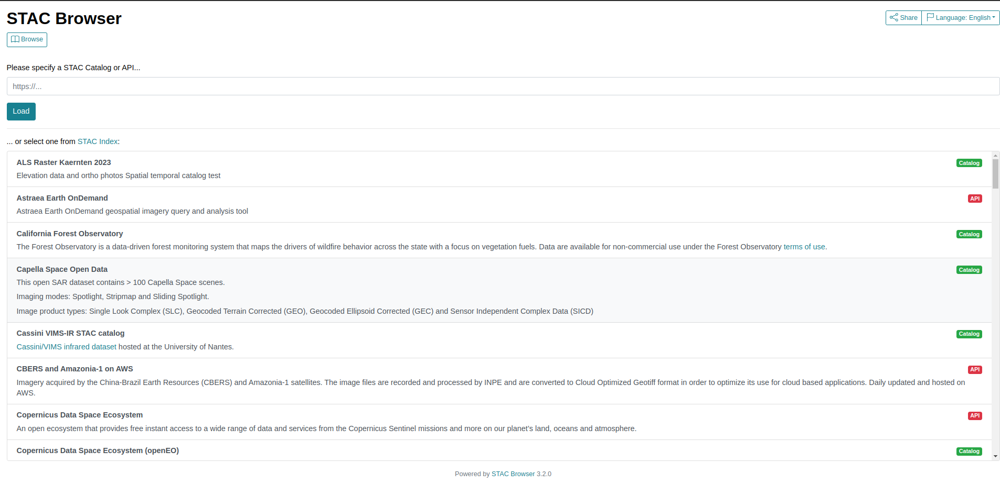 STAC Browser
Share
Language: English
Browse
Please specify a STAC Catalog or API...
https://...
Load
... or select one from STAC Index:
ALS Raster Kaernten 2023
Catalog
Elevation data and ortho photos Spatial temporal catalog test
Astraea Earth OnDemand
API
Astraea Earth OnDemand geospatial imagery query and analysis tool
California Forest Observatory
Catalog
The Forest Observatory is a data-driven forest monitoring system that maps the drivers of wildfire behavior across the state with a focus on vegetation fuels. Data are available for non-commercial use under the Forest Observatory terms of use.
Capella Space Open Data
Catalog
This open SAR dataset contains > 100 Capella Space scenes.
Imaging modes: Spotlight, Stripmap and Sliding Spotlight.
Image product types: Single Look Complex (SLC), Geocoded Terrain Corrected (GEO), Geocoded Ellipsoid Corrected (GEC) and Sensor Independent Complex Data (SICD)
Cassini VIMS-IR STAC catalog
Catalog
Cassini/VIMS infrared dataset hosted at the University of Nantes.
CBERS and Amazonia-1 on AWS
API
Imagery acquired by the China-Brazil Earth Resources (CBERS) and Amazonia-1 satellites. The image files are recorded and processed by INPE and are converted to Cloud Optimized Geotiff format in order to optimize its use for cloud based applications. Daily updated and hosted on
AWS.
Copernicus Data Space Ecosystem
API
An open ecosystem that provides free instant access to a wide range of data and services from the Copernicus Sentinel missions and more on our planet’s land, oceans and atmosphere.
Copernicus Data Space Ecosystem (openEO)
Catalog
Powered by STAC Browser 3.2.0